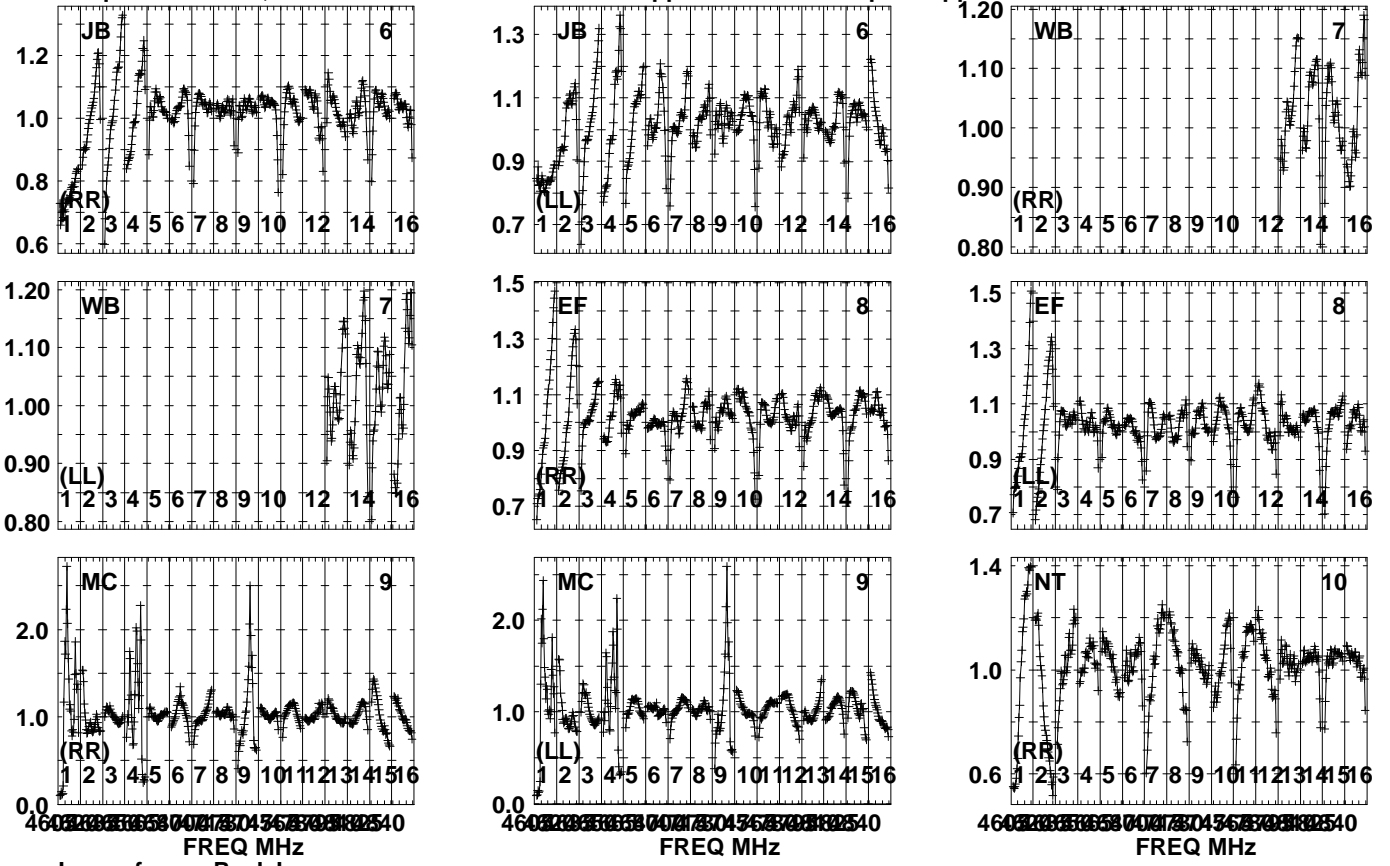 JB 6
1.2
1.0
0.8
0.6
(RR)
1 2 3 4 5 6 7 8 9 10 12 14 16
JB 6
1.3
1.1
0.9
0.7
(LL)
1 2 3 4 5 6 7 8 9 10 12 14 16
WB 7
1.20
1.10
1.00
0.90
0.80
(RR)
1 2 3 4 5 6 7 8 9 10 12 14 16
WB 7
1.20
1.10
1.00
0.90
0.80
(LL)
1 2 3 4 5 6 7 8 9 10 12 14 16
EF 8
1.5
1.3
1.1
0.9
0.7
(RR)
1 2 3 4 5 6 7 8 9 10 12 14 16
EF 8
1.5
1.3
1.1
0.9
0.7
(LL)
1 2 3 4 5 6 7 8 9 10 12 14 16
MC 9
2.0
1.0
0.0
(RR)
1 2 3 4 5 6 7 8 9 10 11 12 13 14 15 16
FREQ MHz
MC 9
2.0
1.0
0.0
(LL)
1 2 3 4 5 6 7 8 9 10 11 12 13 14 15 16
FREQ MHz
NT 10
1.4
1.0
0.6
(RR)
1 2 3 4 5 6 7 8 9 10 11 12 13 14 15 16
FREQ MHz